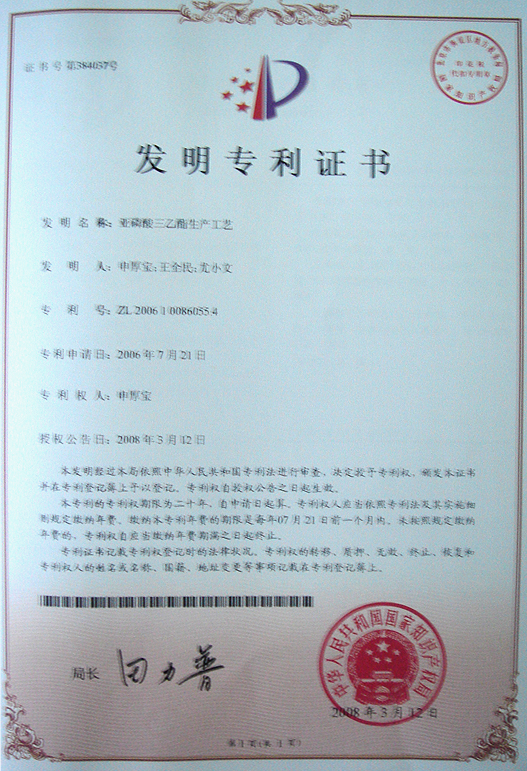 证书号第384037号
发明专利证书
发明名称：亚磷酸三乙酯生产工艺
发明人：申厚宝；王全民；尤小文
专利号：ZL 2006 1 0086055.4
专利申请日：2006年7月21日
专利权人：申厚宝
授权公告日：2008年3月12日
本发明经过本局依照中华人民共和国专利法进行审查，决定授予专利权，颁发本证书
并在专利登记簿上予以登记。专利权自授权公告之日起生效。
本专利的专利权期限为二十年，自申请日起算。专利权人应当依照专利法及其实施细
则规定缴纳年费。缴纳本专利年费的期限是每年07月21日前一个月内。未按照规定缴纳
年费的，专利权自应当缴纳年费期满之日起终止。
专利证书记载专利权登记时的法律状况。专利权的转移、质押、无效、终止、恢复和
专利权人的姓名或名称、国籍、地址变更等事项记载在专利登记簿上。
局长
田力普
中华人民共和国国家知识产权局
2008年3月12日
第1页(共1页)